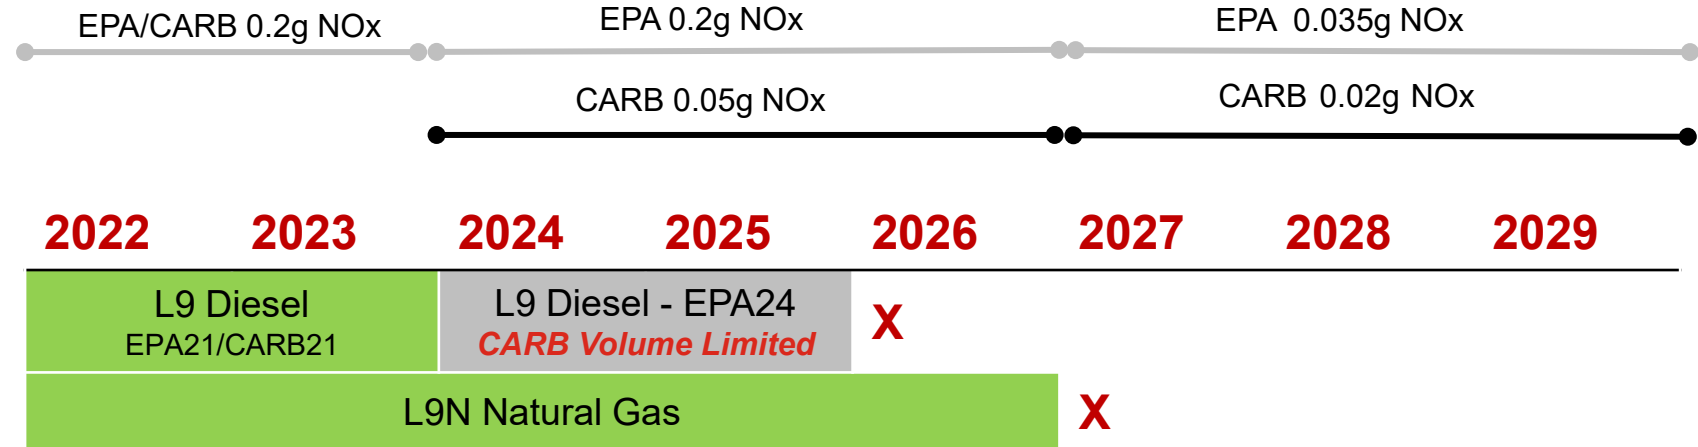 EPA/CARB 0.2g NOx
EPA 0.2g NOx
EPA 0.035g NOx
CARB 0.05g NOx
CARB 0.02g NOx
2022 2023 2024 2025 2026 2027 2028 2029
L9 Diesel
EPA21/CARB21
L9 Diesel - EPA24
CARB Volume Limited
X
L9N Natural Gas
X